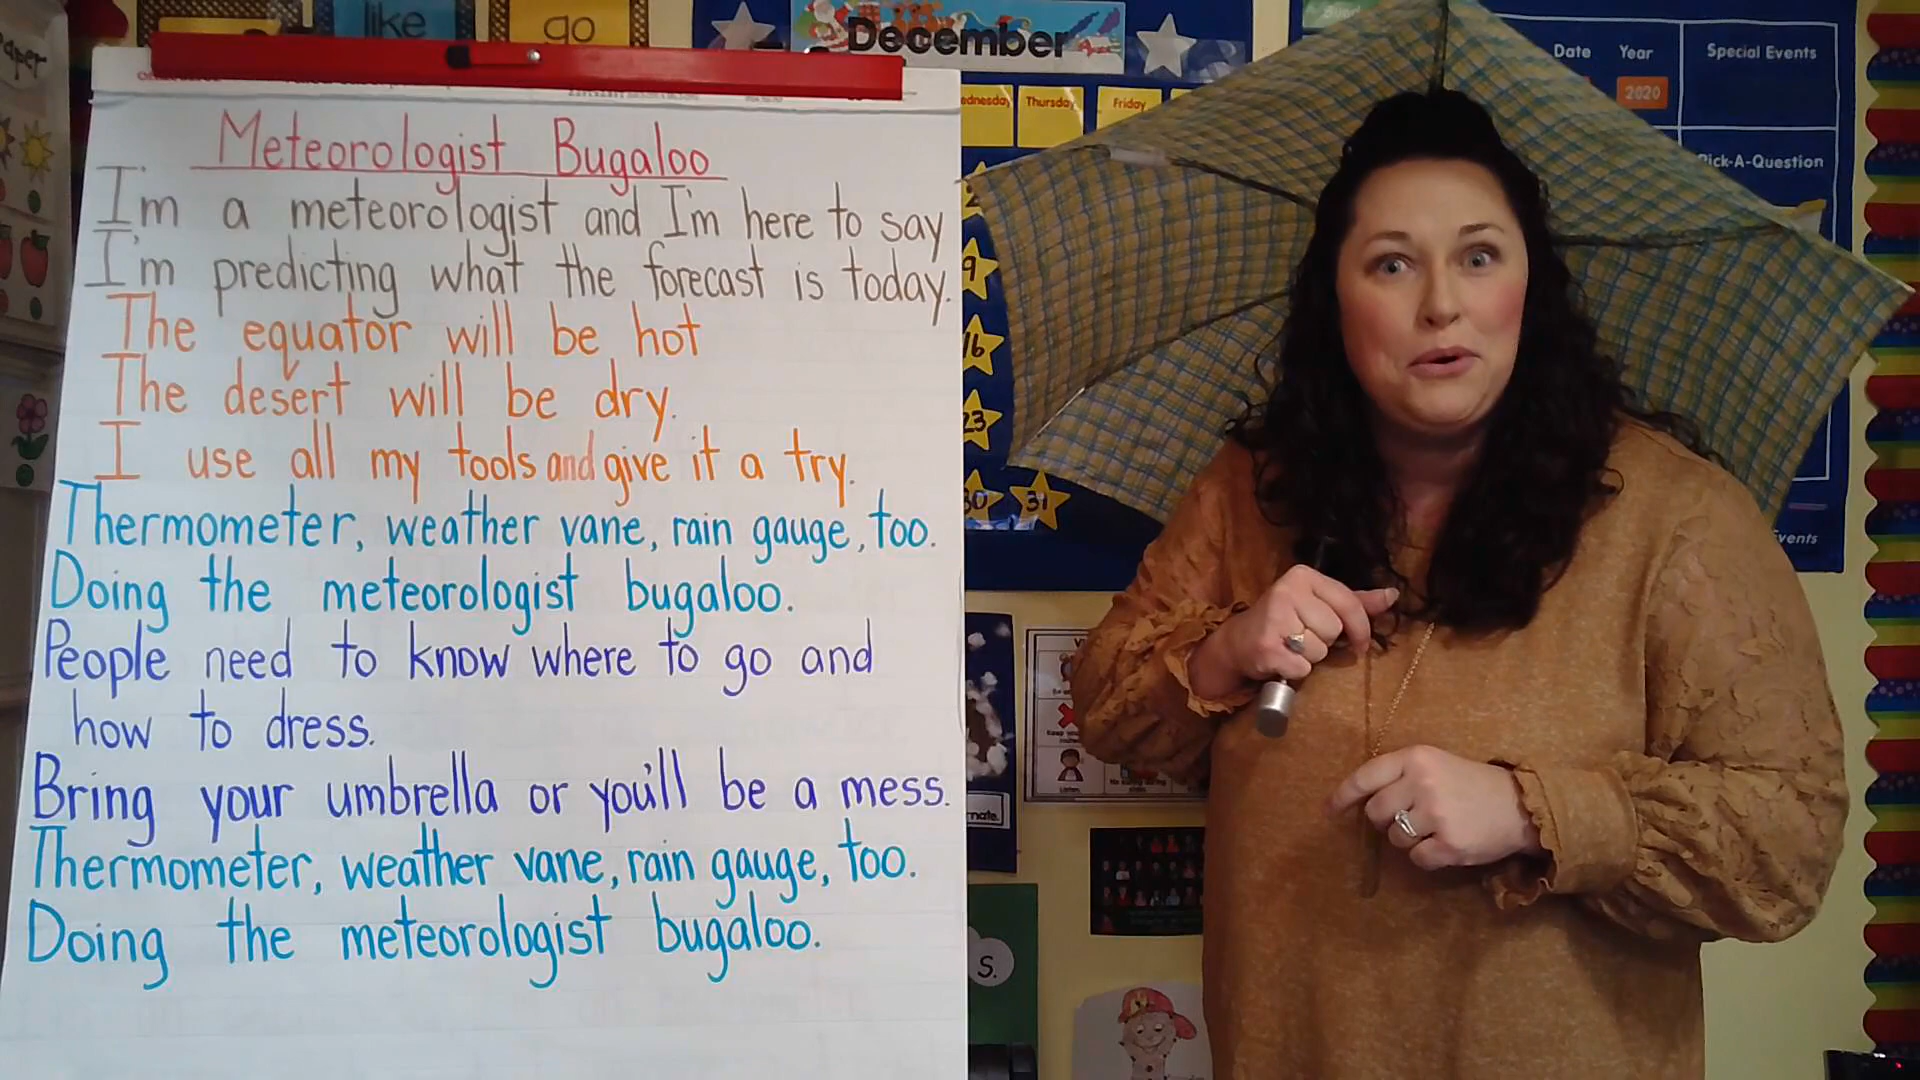 like
go
December
Date
Year
Special Events
2020
Thursday
Friday
Pick-A-Question
Meteorologist Bugaloo
I'm a meteorologist and I'm here to say
I'm predicting what the forecast is today.
The equator will be hot
The desert will be dry.
I use all my tools and give it a try.
Thermometer, weather vane, rain gauge, too.
Doing the meteorologist bugaloo.
People need to know where to go and
how to dress.
Bring your umbrella or you'll be a mess.
Thermometer, weather vane, rain gauge, too.
Doing the meteorologist bugaloo.
9
16
23
30
31
S.